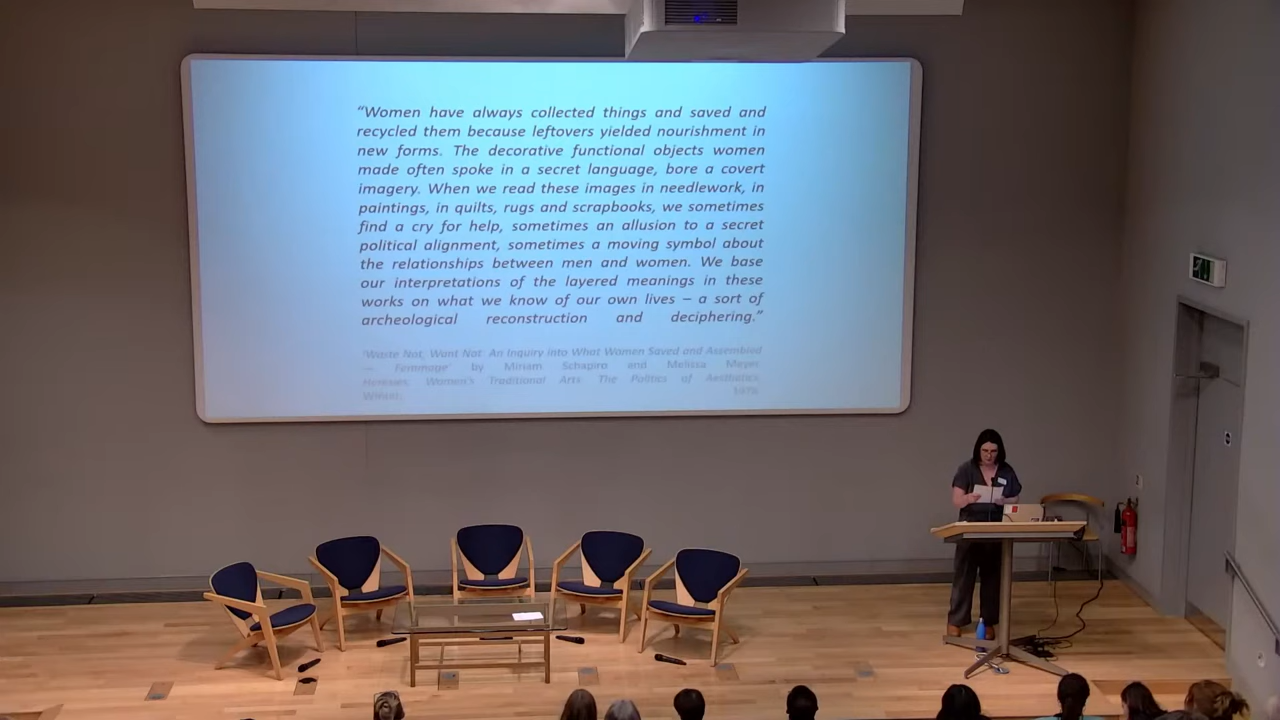 “Women have always collected things and saved and
recycled them because leftovers yielded nourishment in
new forms. The decorative functional objects women
made often spoke in a secret language, bore a covert
imagery. When we read these images in needlework, in
paintings, in quilts, rugs and scrapbooks, we sometimes
find a cry for help, sometimes an allusion to a secret
political alignment, sometimes a moving symbol about
the relationships between men and women. We base
our interpretations of the layered meanings in these
works on what we know of our own lives – a sort of
archeological reconstruction and deciphering.”
‘Waste Not, Want Not: An Inquiry into What Women Saved and Assembled
— Femmage’ by Miriam Schapiro and Melissa Meyer
Heresies: Women's Traditional Arts The Politics of Aesthetics